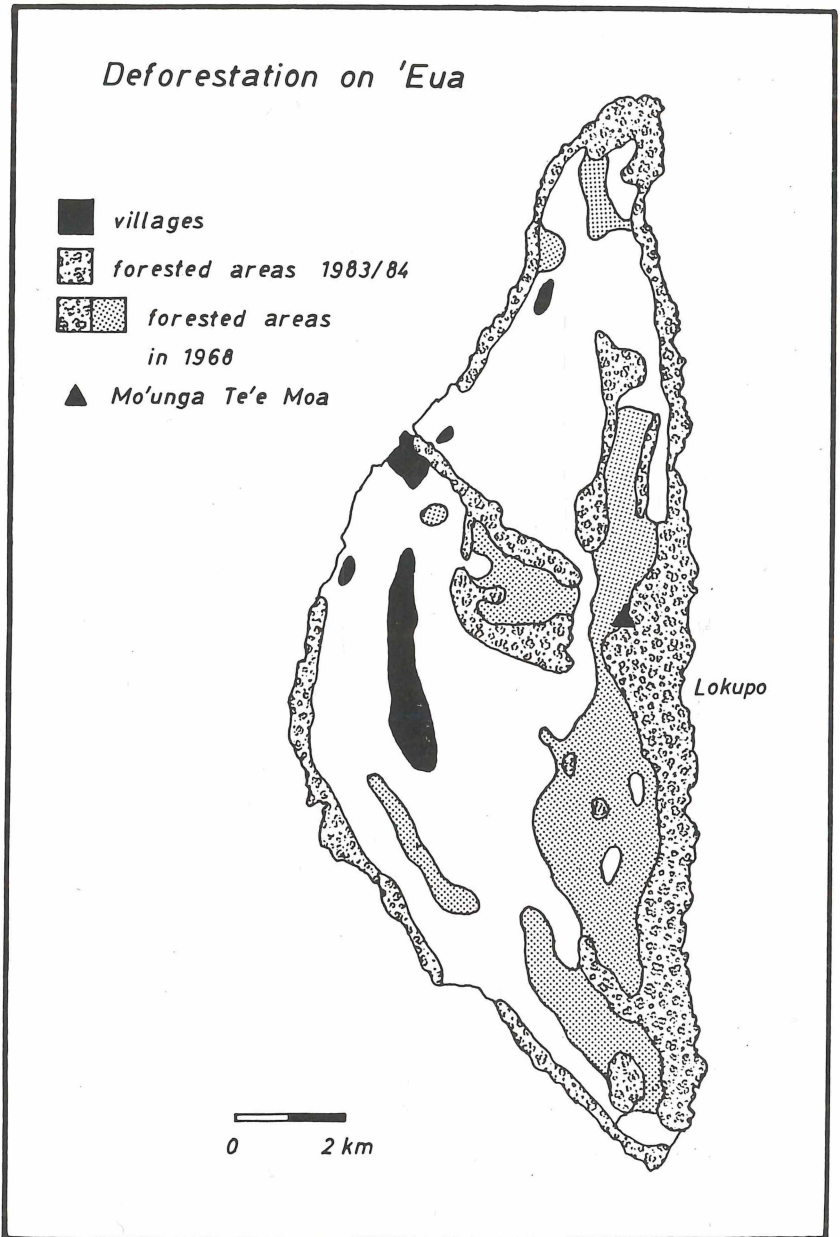 Deforestation on 'Eua
villages
forested areas 1983/84
forested areas
in 1968
Mo'unga Te'e Moa
Lokupo
0 2 km